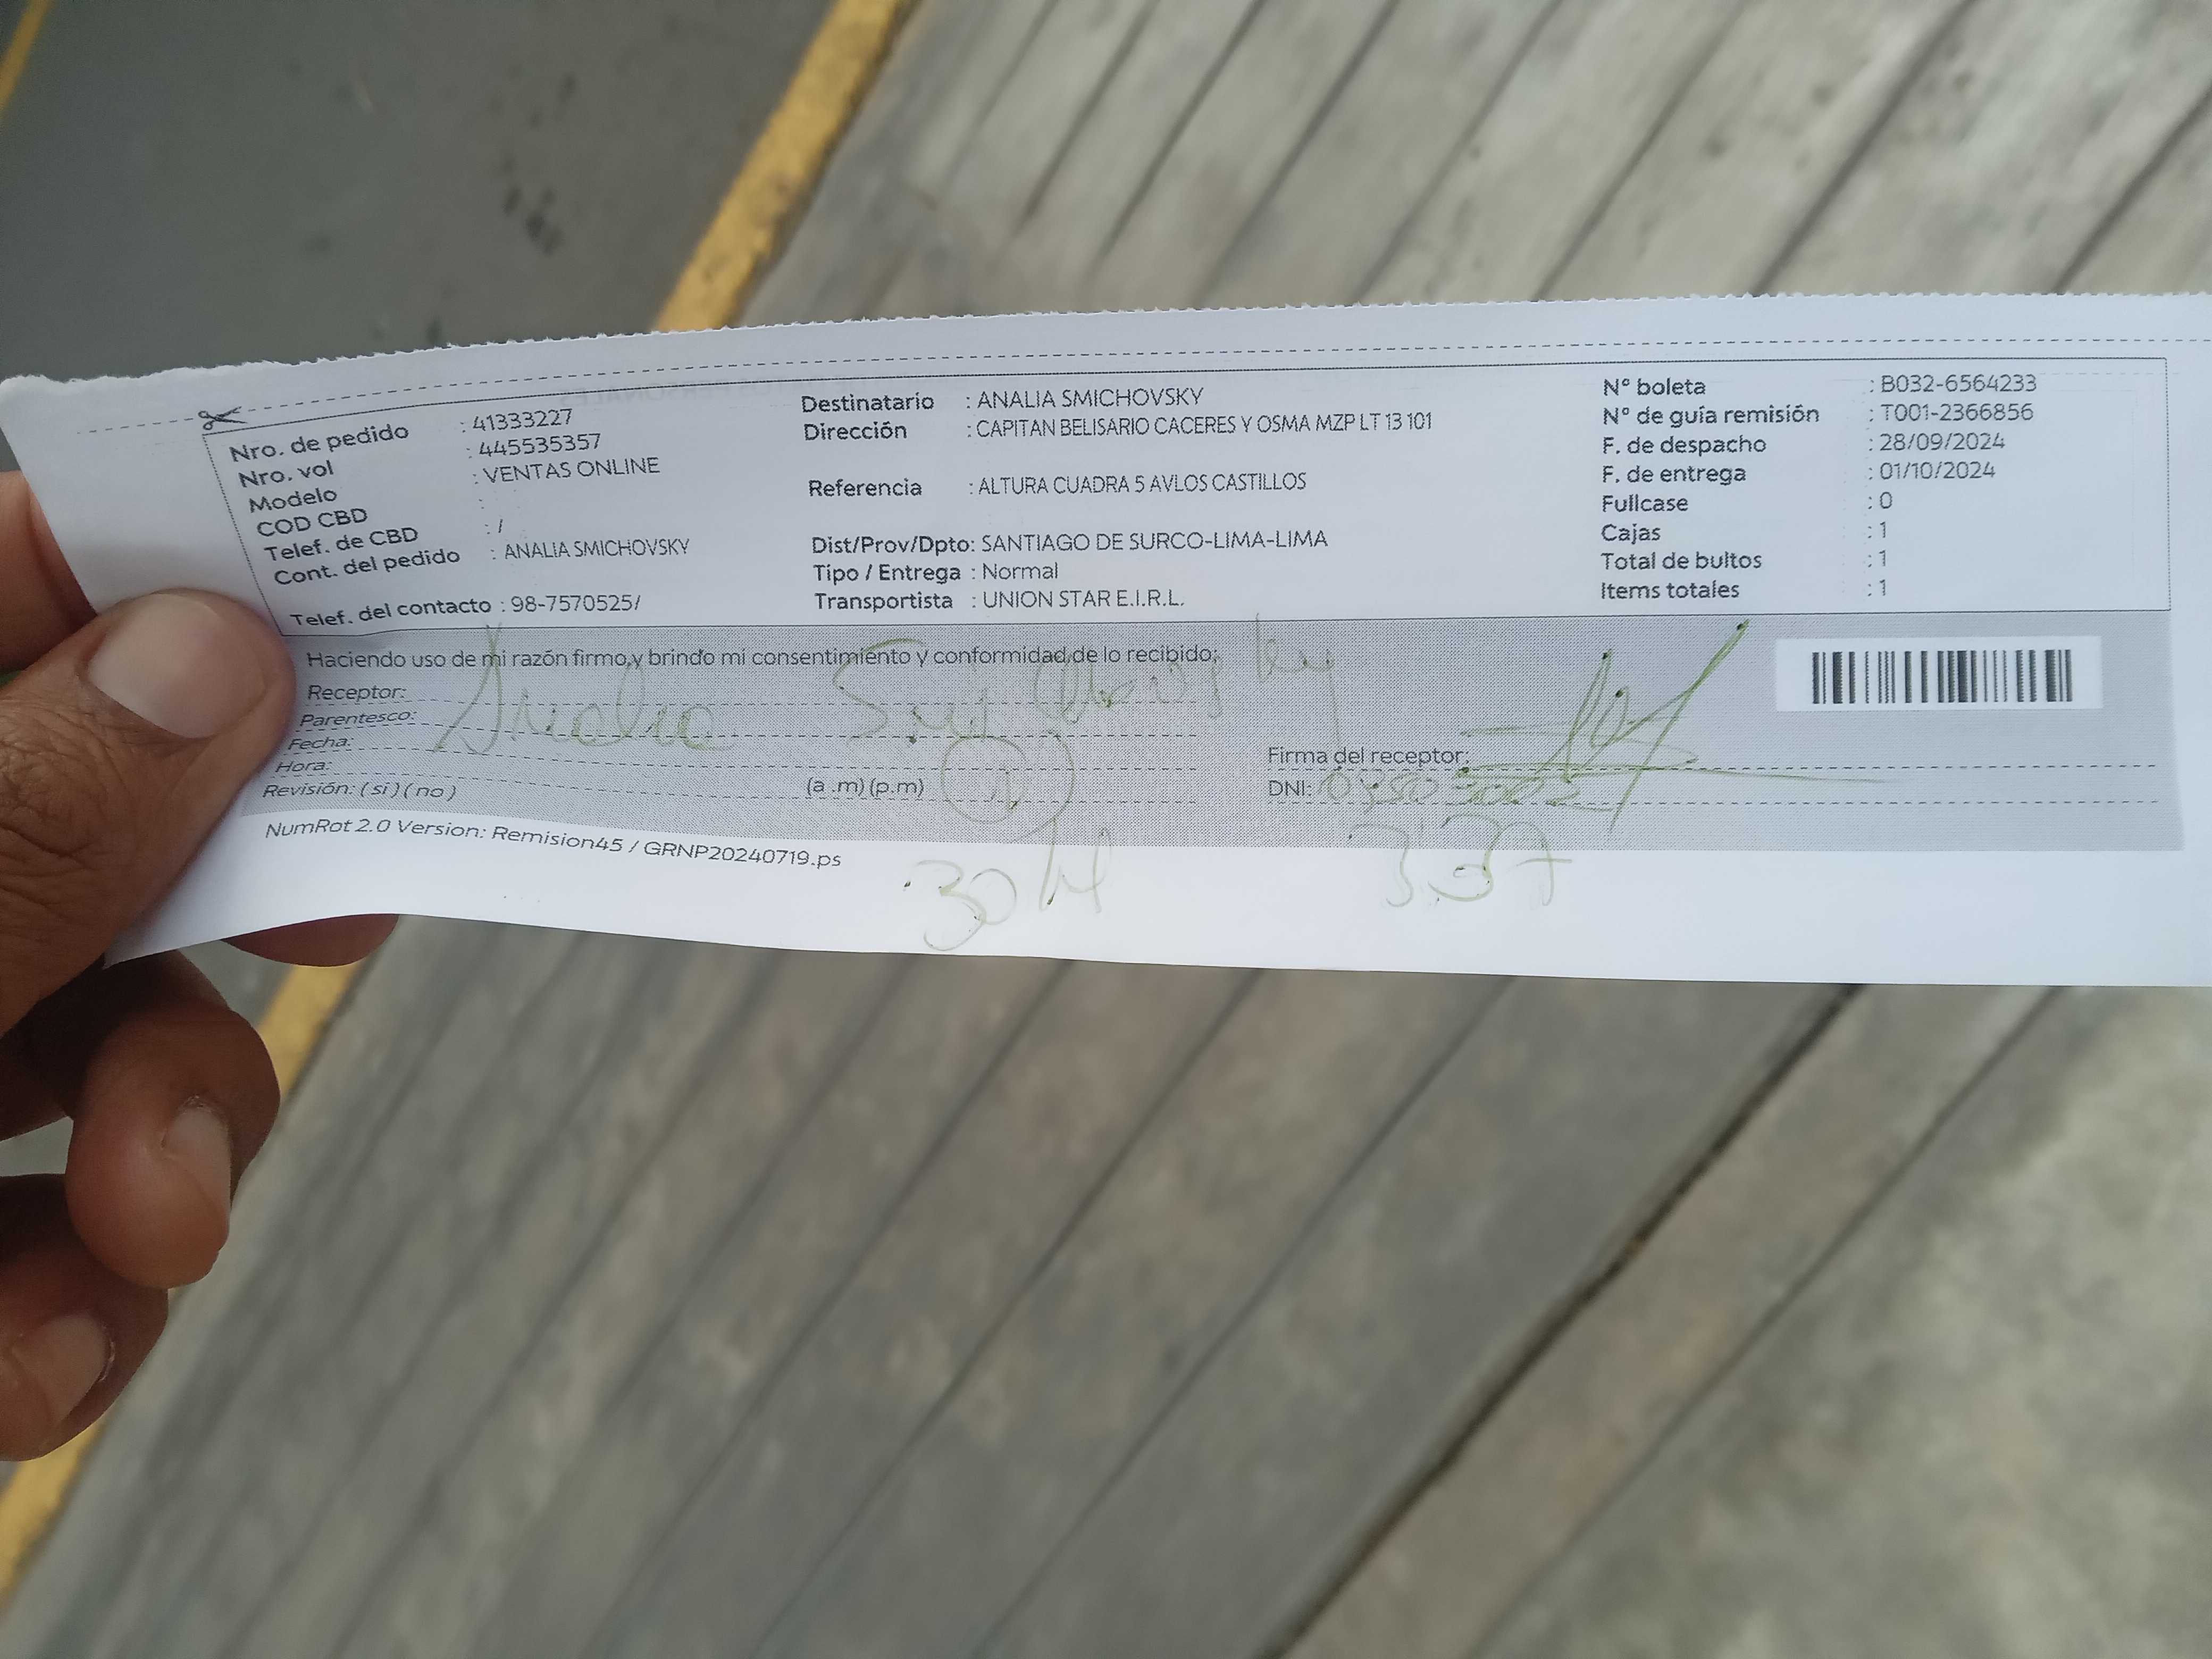 Nro. de pedido : 41333227
Nro. vol : 445535357
Modelo : VENTAS ONLINE
COD CBD :
Telef. de CBD : /
Cont. del pedido : ANALIA SMICHOVSKY
Telef. del contacto : 98-7570525/
Destinatario : ANALIA SMICHOVSKY
Dirección : CAPITAN BELISARIO CACERES Y OSMA MZP LT 13 101
Referencia : ALTURA CUADRA 5 AVLOS CASTILLOS
Dist/Prov/Dpto: SANTIAGO DE SURCO-LIMA-LIMA
Tipo / Entrega : Normal
Transportista : UNION STAR E.I.R.L.
N° boleta : B032-6564233
N° de guía remisión : T001-2366856
F. de despacho : 28/09/2024
F. de entrega : 01/10/2024
Fullcase : 0
Cajas : 1
Total de bultos : 1
Items totales : 1
Haciendo uso de mi razón firmo y brindo mi consentimiento y conformidad de lo recibido:
Receptor:
Parentesco:
Fecha:
Hora: (a .m) (p.m)
Revisión: ( si ) ( no )
Firma del receptor:
DNI:
NumRot 2.0 Version: Remision45 / GRNP20240719.ps
30 3:37